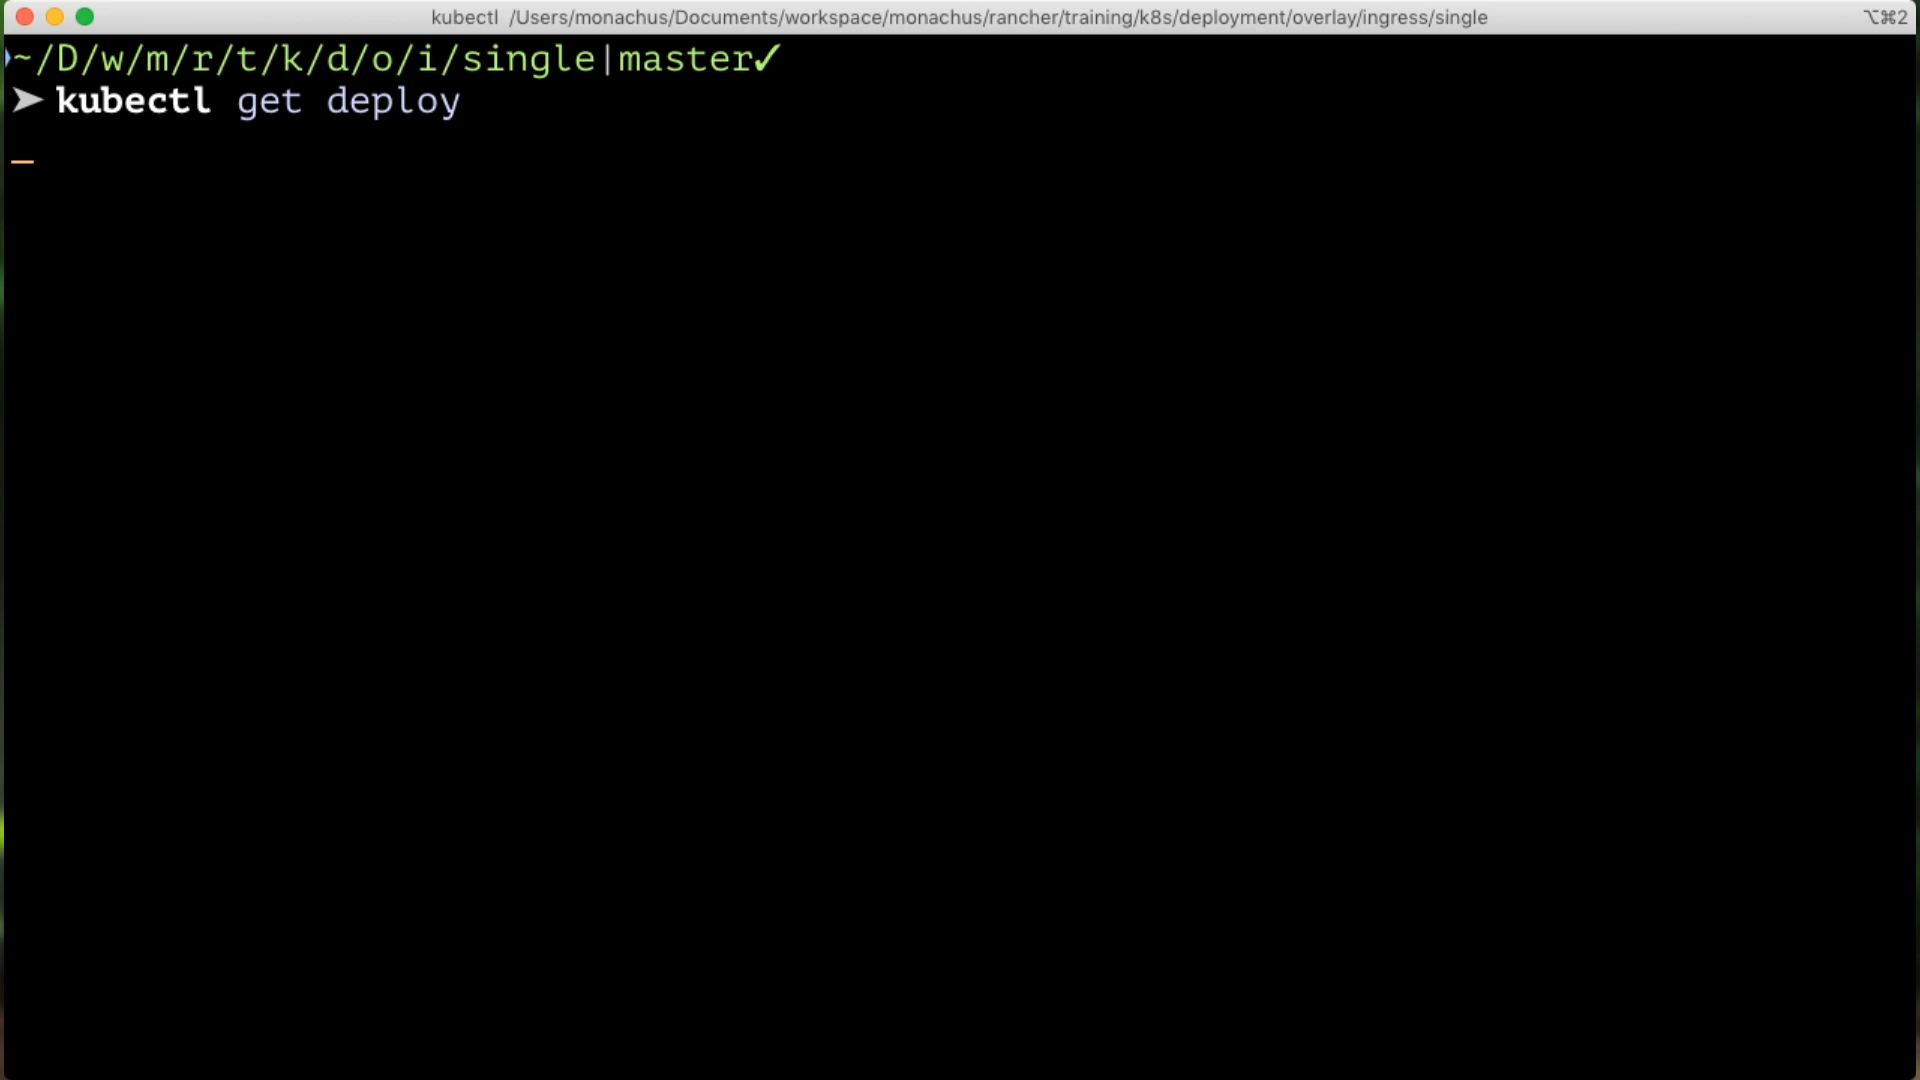 kubectl /Users/monachus/Documents/workspace/monachus/rancher/training/k8s/deployment/overlay/ingress/single
⌥⌘2
~/D/w/m/r/t/k/d/o/i/single|master✓
➤ kubectl get deploy
_